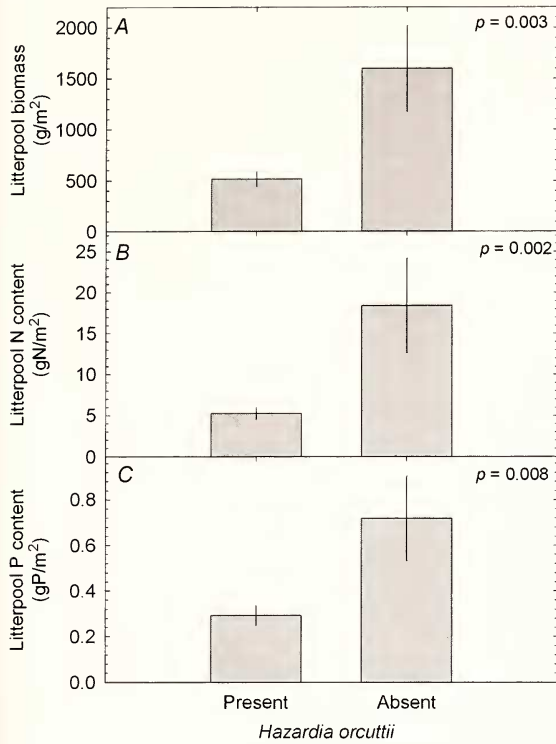 A
p = 0.003
Litterpool biomass
(g/m²)
2000
1500
1000
500
0
B
p = 0.002
Litterpool N content
(gN/m²)
25
20
15
10
5
0
C
p = 0.008
Litterpool P content
(gP/m²)
0.8
0.6
0.4
0.2
0.0
Present Absent
Hazardia orcuttii